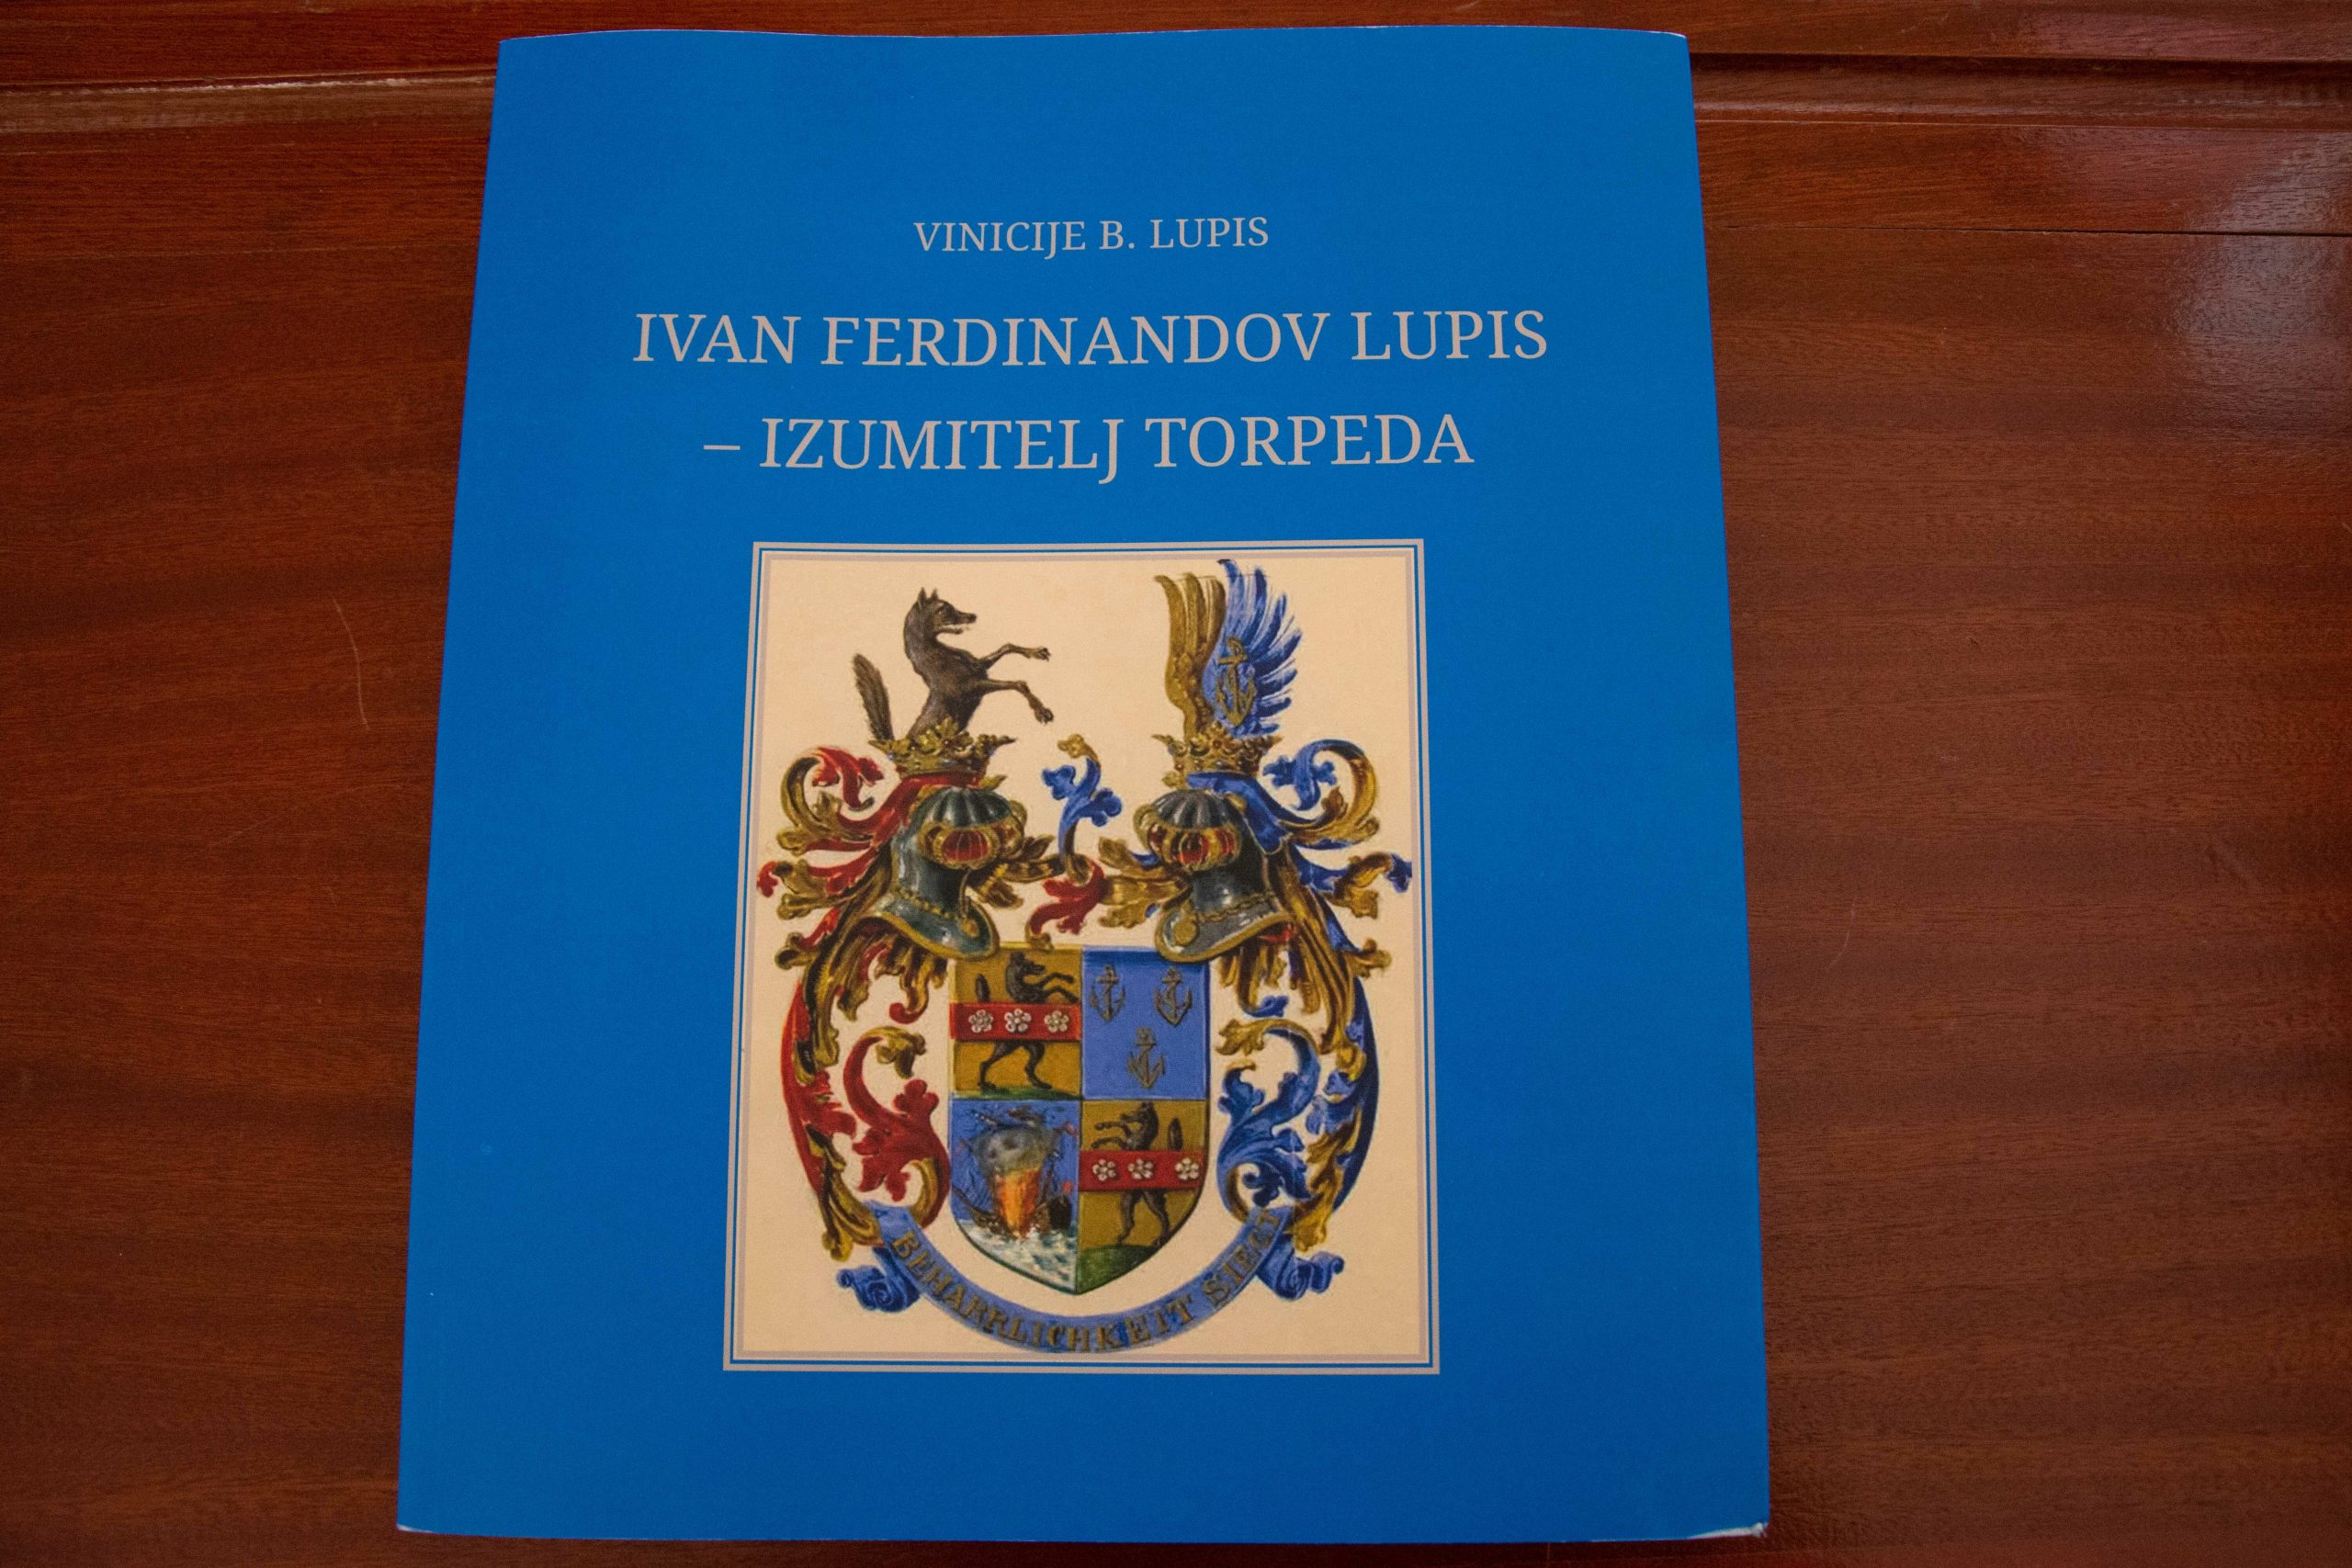 VINICIJE B. LUPIS
IVAN FERDINANDOV LUPIS
– IZUMITELJ TORPEDA
BEHARRLICHKEIT SIEGT